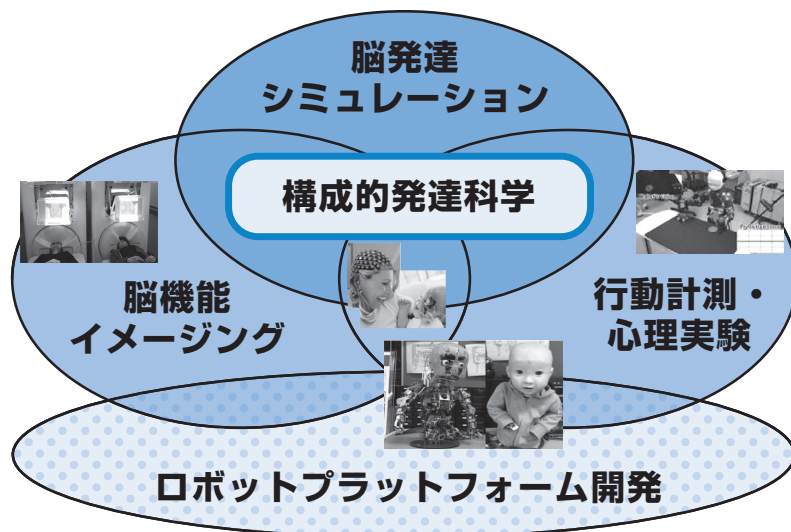 脳発達
シミュレーション
構成的発達科学
脳機能
イメージング
行動計測・
心理実験
ロボットプラットフォーム開発